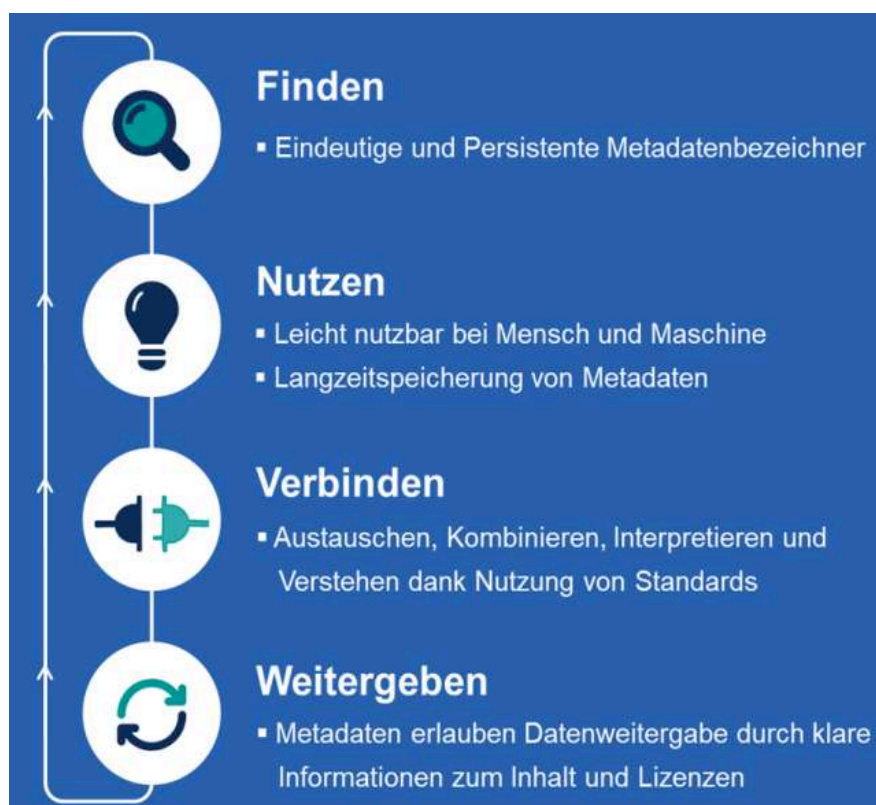 Finden
▪ Eindeutige und Persistente Metadatenbezeichner
Nutzen
▪ Leicht nutzbar bei Mensch und Maschine
▪ Langzeitspeicherung von Metadaten
Verbinden
▪ Austauschen, Kombinieren, Interpretieren und
Verstehen dank Nutzung von Standards
Weitergeben
▪ Metadaten erlauben Datenweitergabe durch klare
Informationen zum Inhalt und Lizenzen